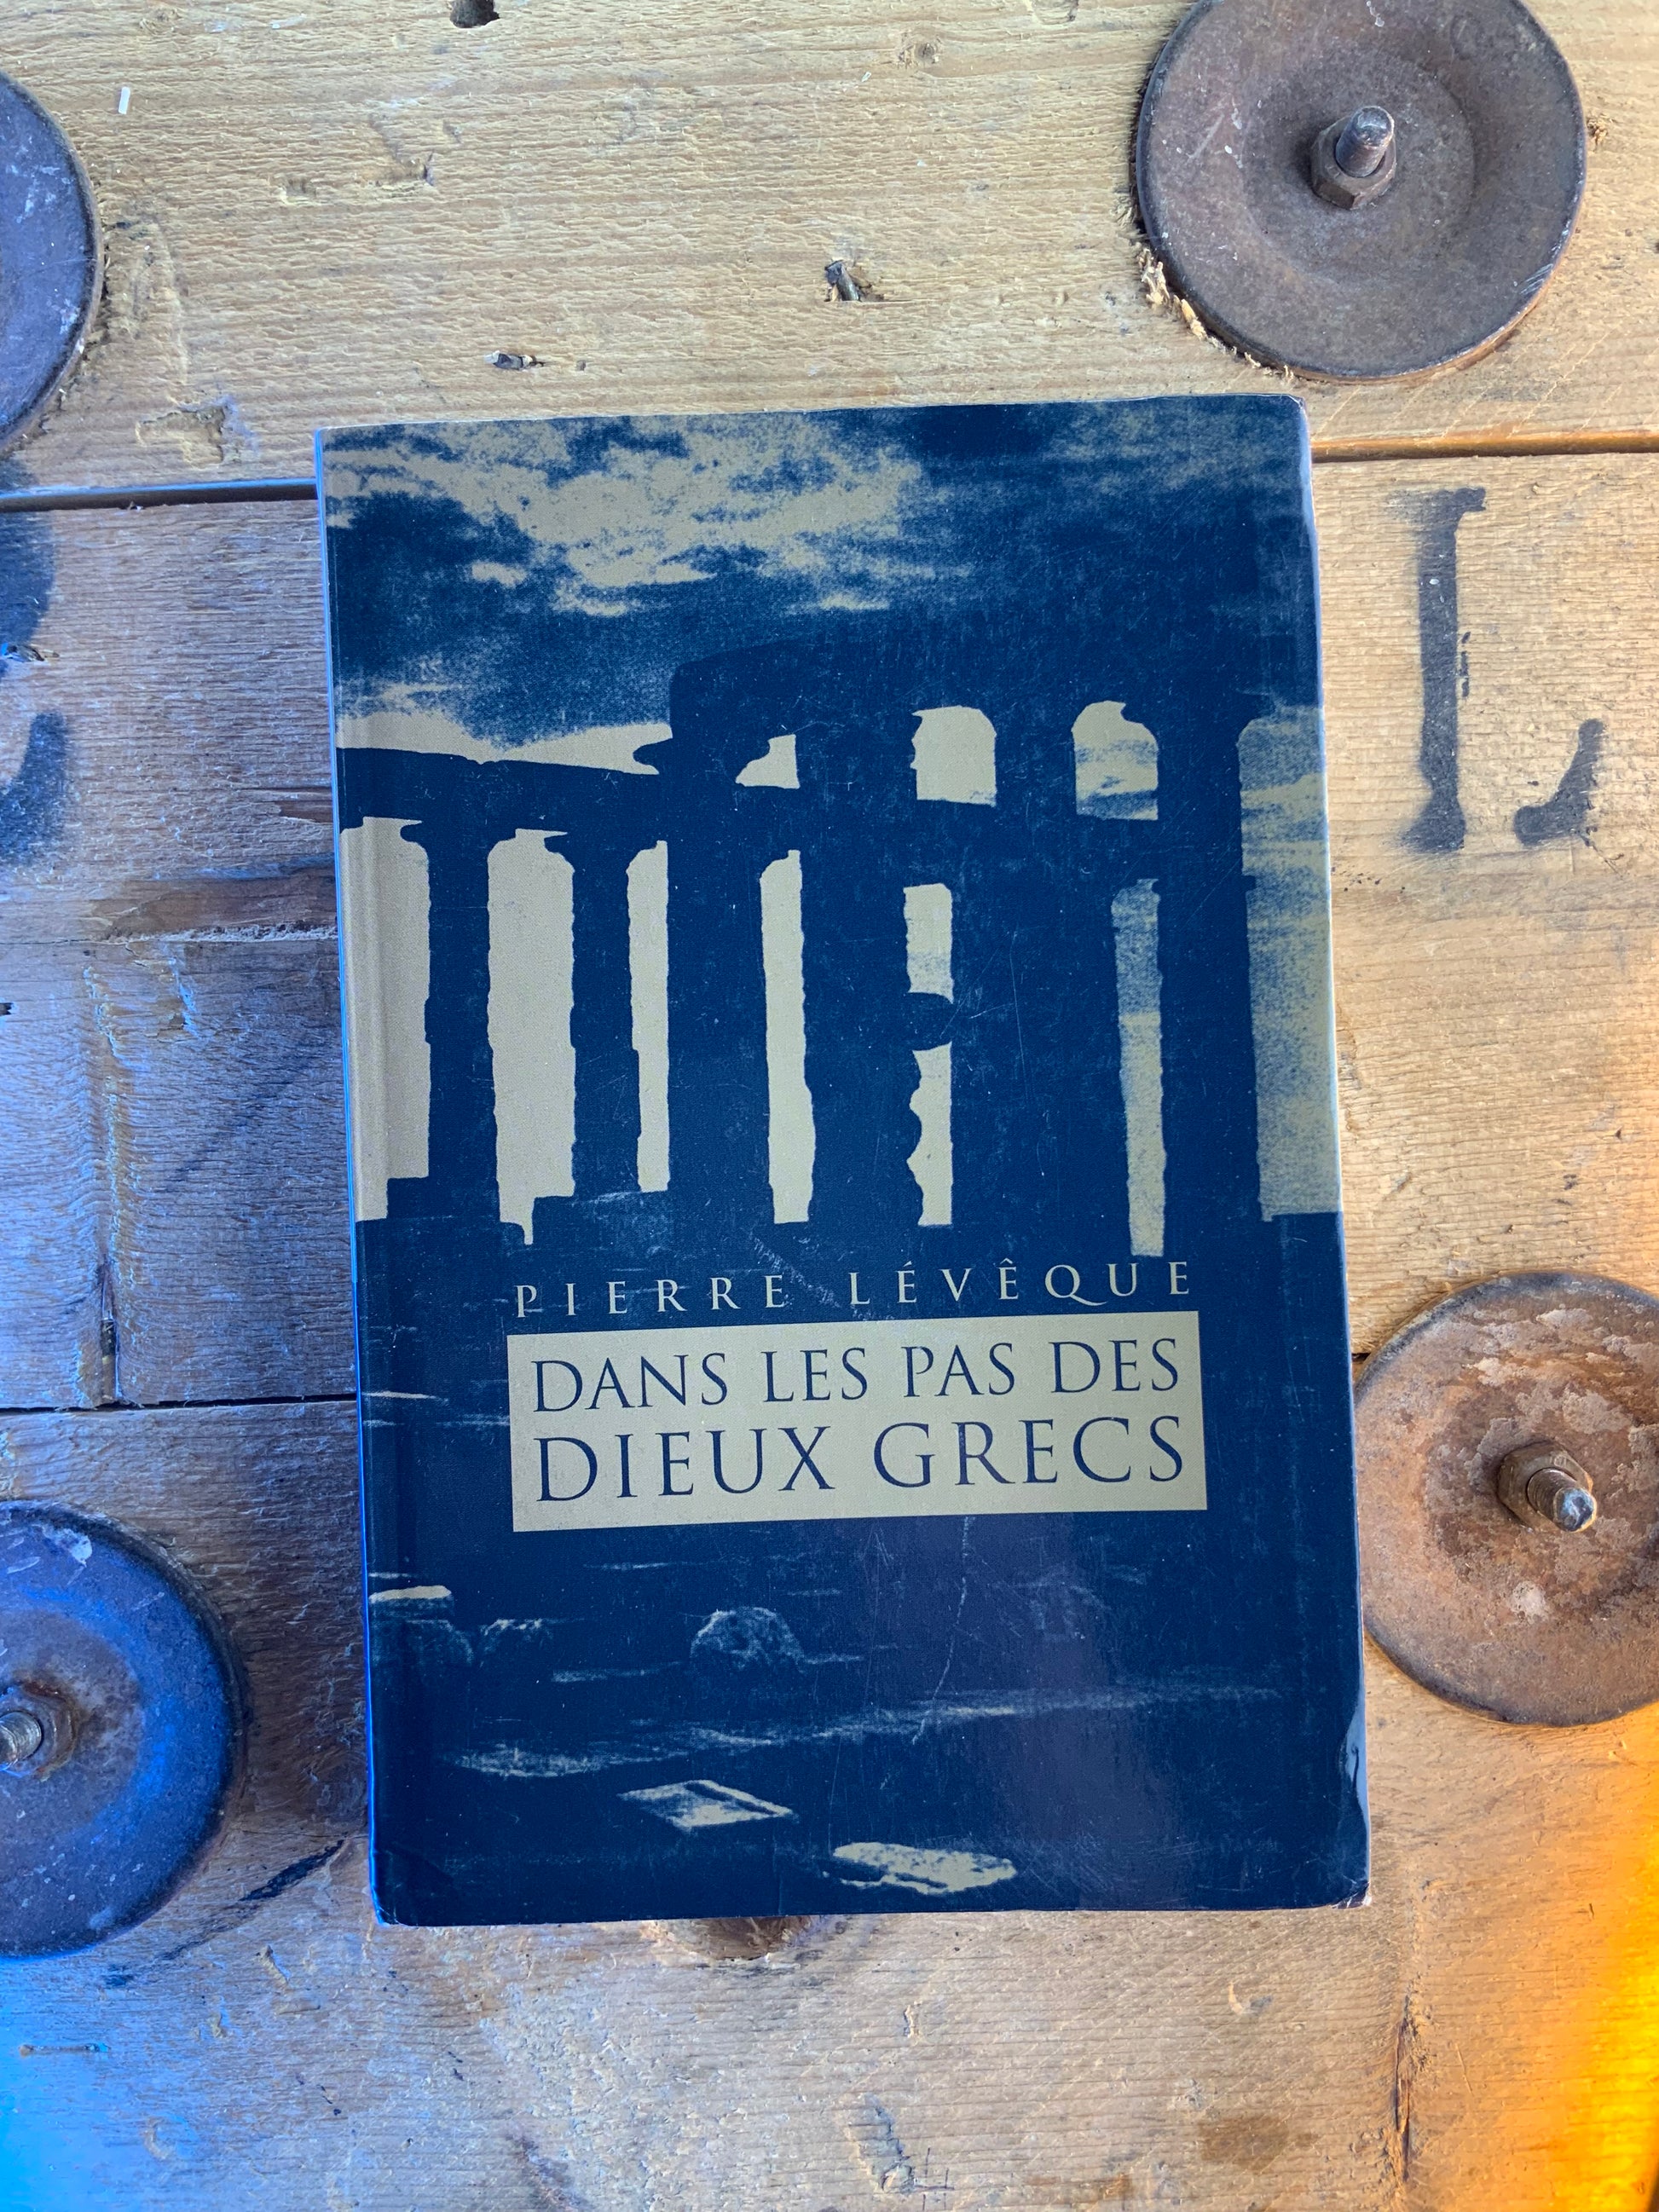 L
PIERRE LÉVÊQUE
DANS LES PAS DES
DIEUX GRECS